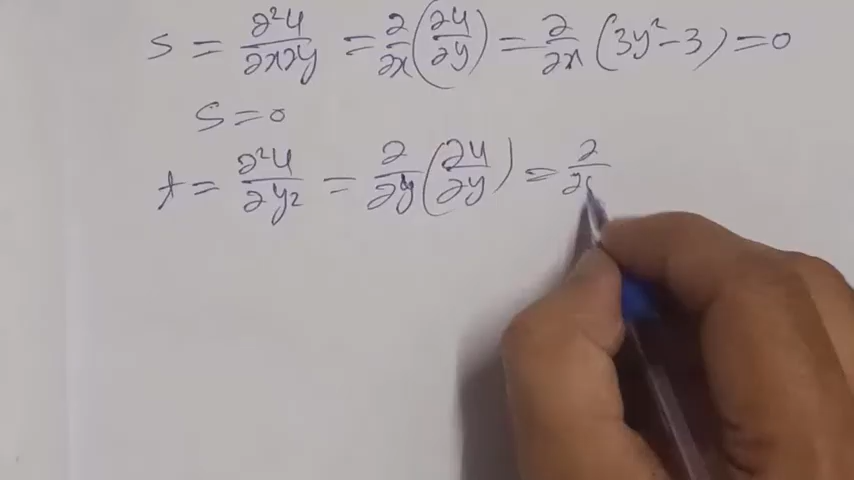 s = ∂²u/∂x∂y = ∂/∂x (∂u/∂y) = ∂/∂x (3y² - 3) = 0
s = 0
t = ∂²u/∂y² = ∂/∂y (∂u/∂y) = ∂/∂